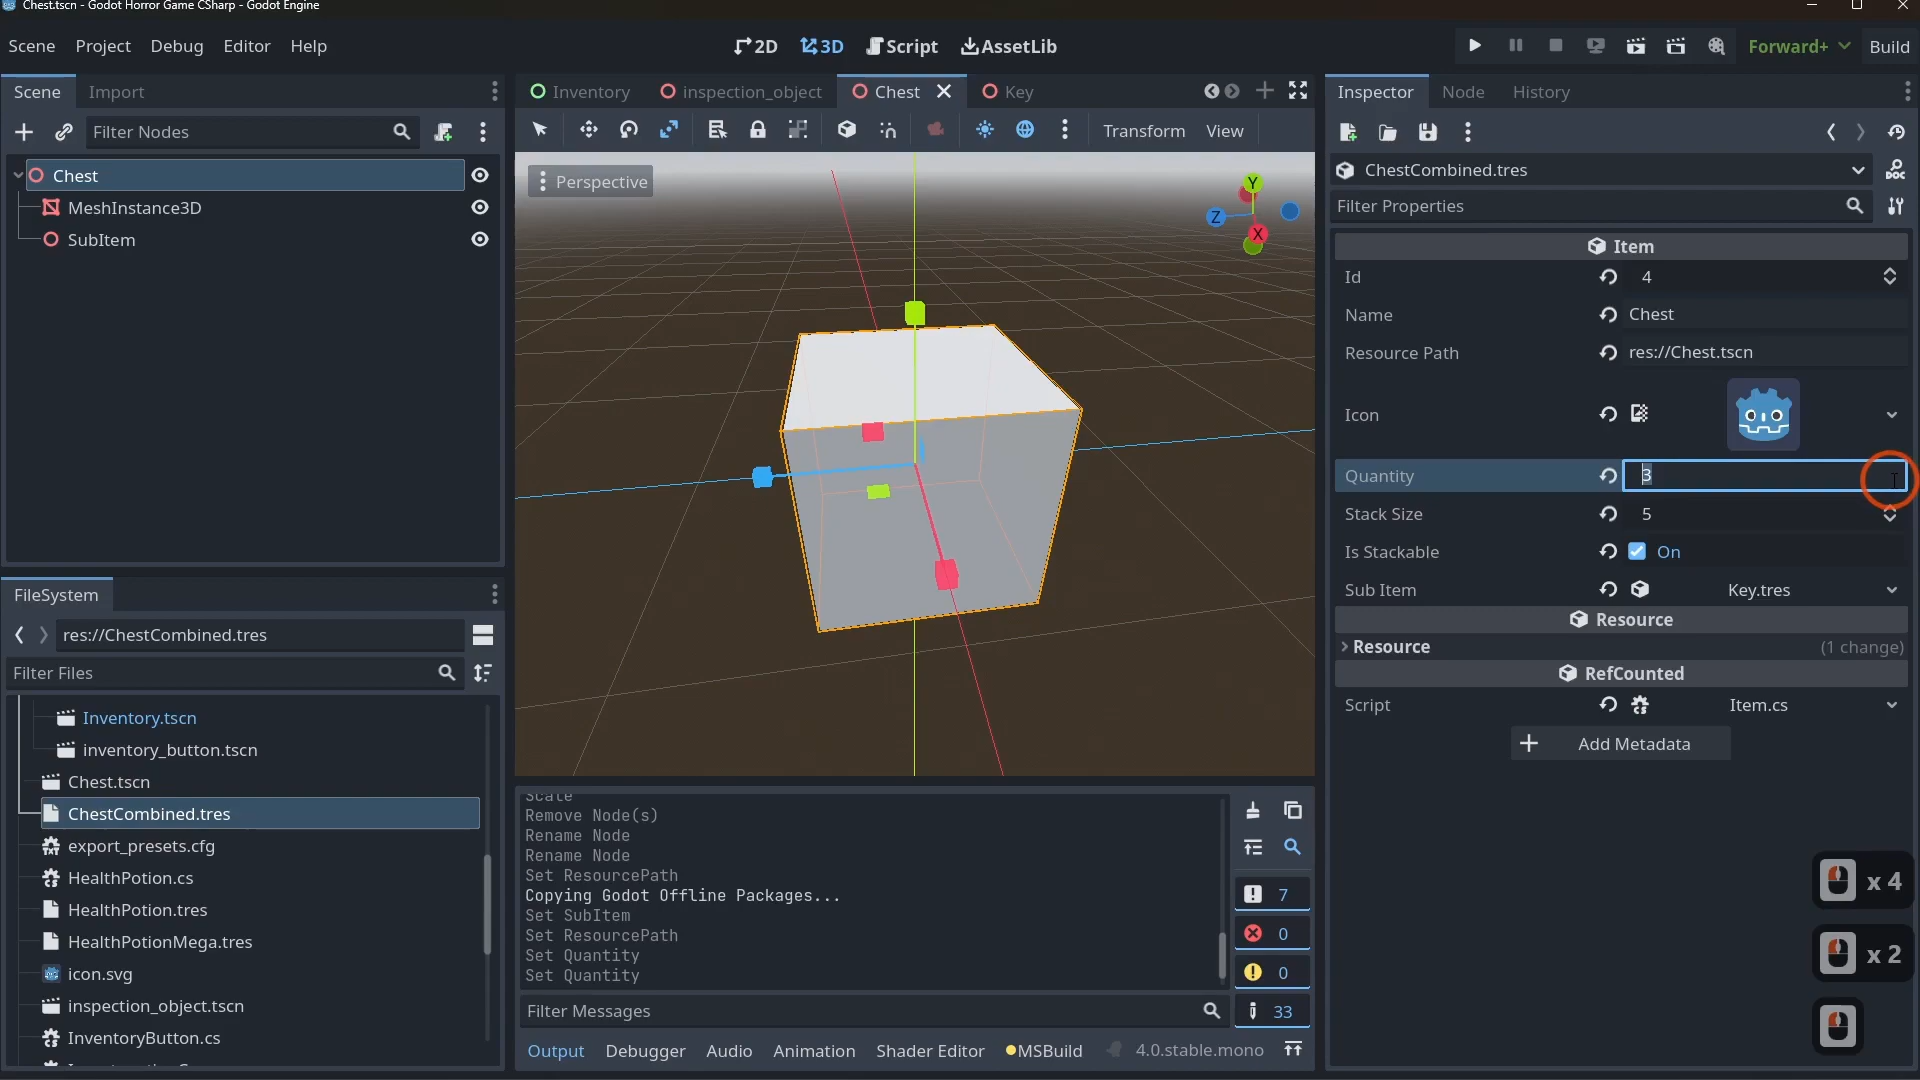 Chest.tscn - Godot Horror Game CSharp - Godot Engine
Scene Project Debug Editor Help
2D 3D Script AssetLib
Forward+ Build
Scene Import
Filter Nodes
Chest
MeshInstance3D
SubItem
FileSystem
res://ChestCombined.tres
Filter Files
Inventory.tscn
inventory_button.tscn
Chest.tscn
ChestCombined.tres
export_presets.cfg
HealthPotion.cs
HealthPotion.tres
HealthPotionMega.tres
icon.svg
inspection_object.tscn
InventoryButton.cs
Inventory inspection_object Chest Key
Transform View
Perspective
Y
Z
X
Scale
Remove Node(s)
Rename Node
Rename Node
Set ResourcePath
Copying Godot Offline Packages...
Set SubItem
Set ResourcePath
Set Quantity
Set Quantity
7
0
0
33
Filter Messages
Output Debugger Audio Animation Shader Editor MSBuild 4.0.stable.mono
Inspector Node History
ChestCombined.tres
DOC
Filter Properties
Item
Id 4
Name Chest
Resource Path res://Chest.tscn
Icon
Quantity 3
Stack Size 5
Is Stackable On
Sub Item Key.tres
Resource
Resource (1 change)
RefCounted
Script Item.cs
Add Metadata
x 4
x 2